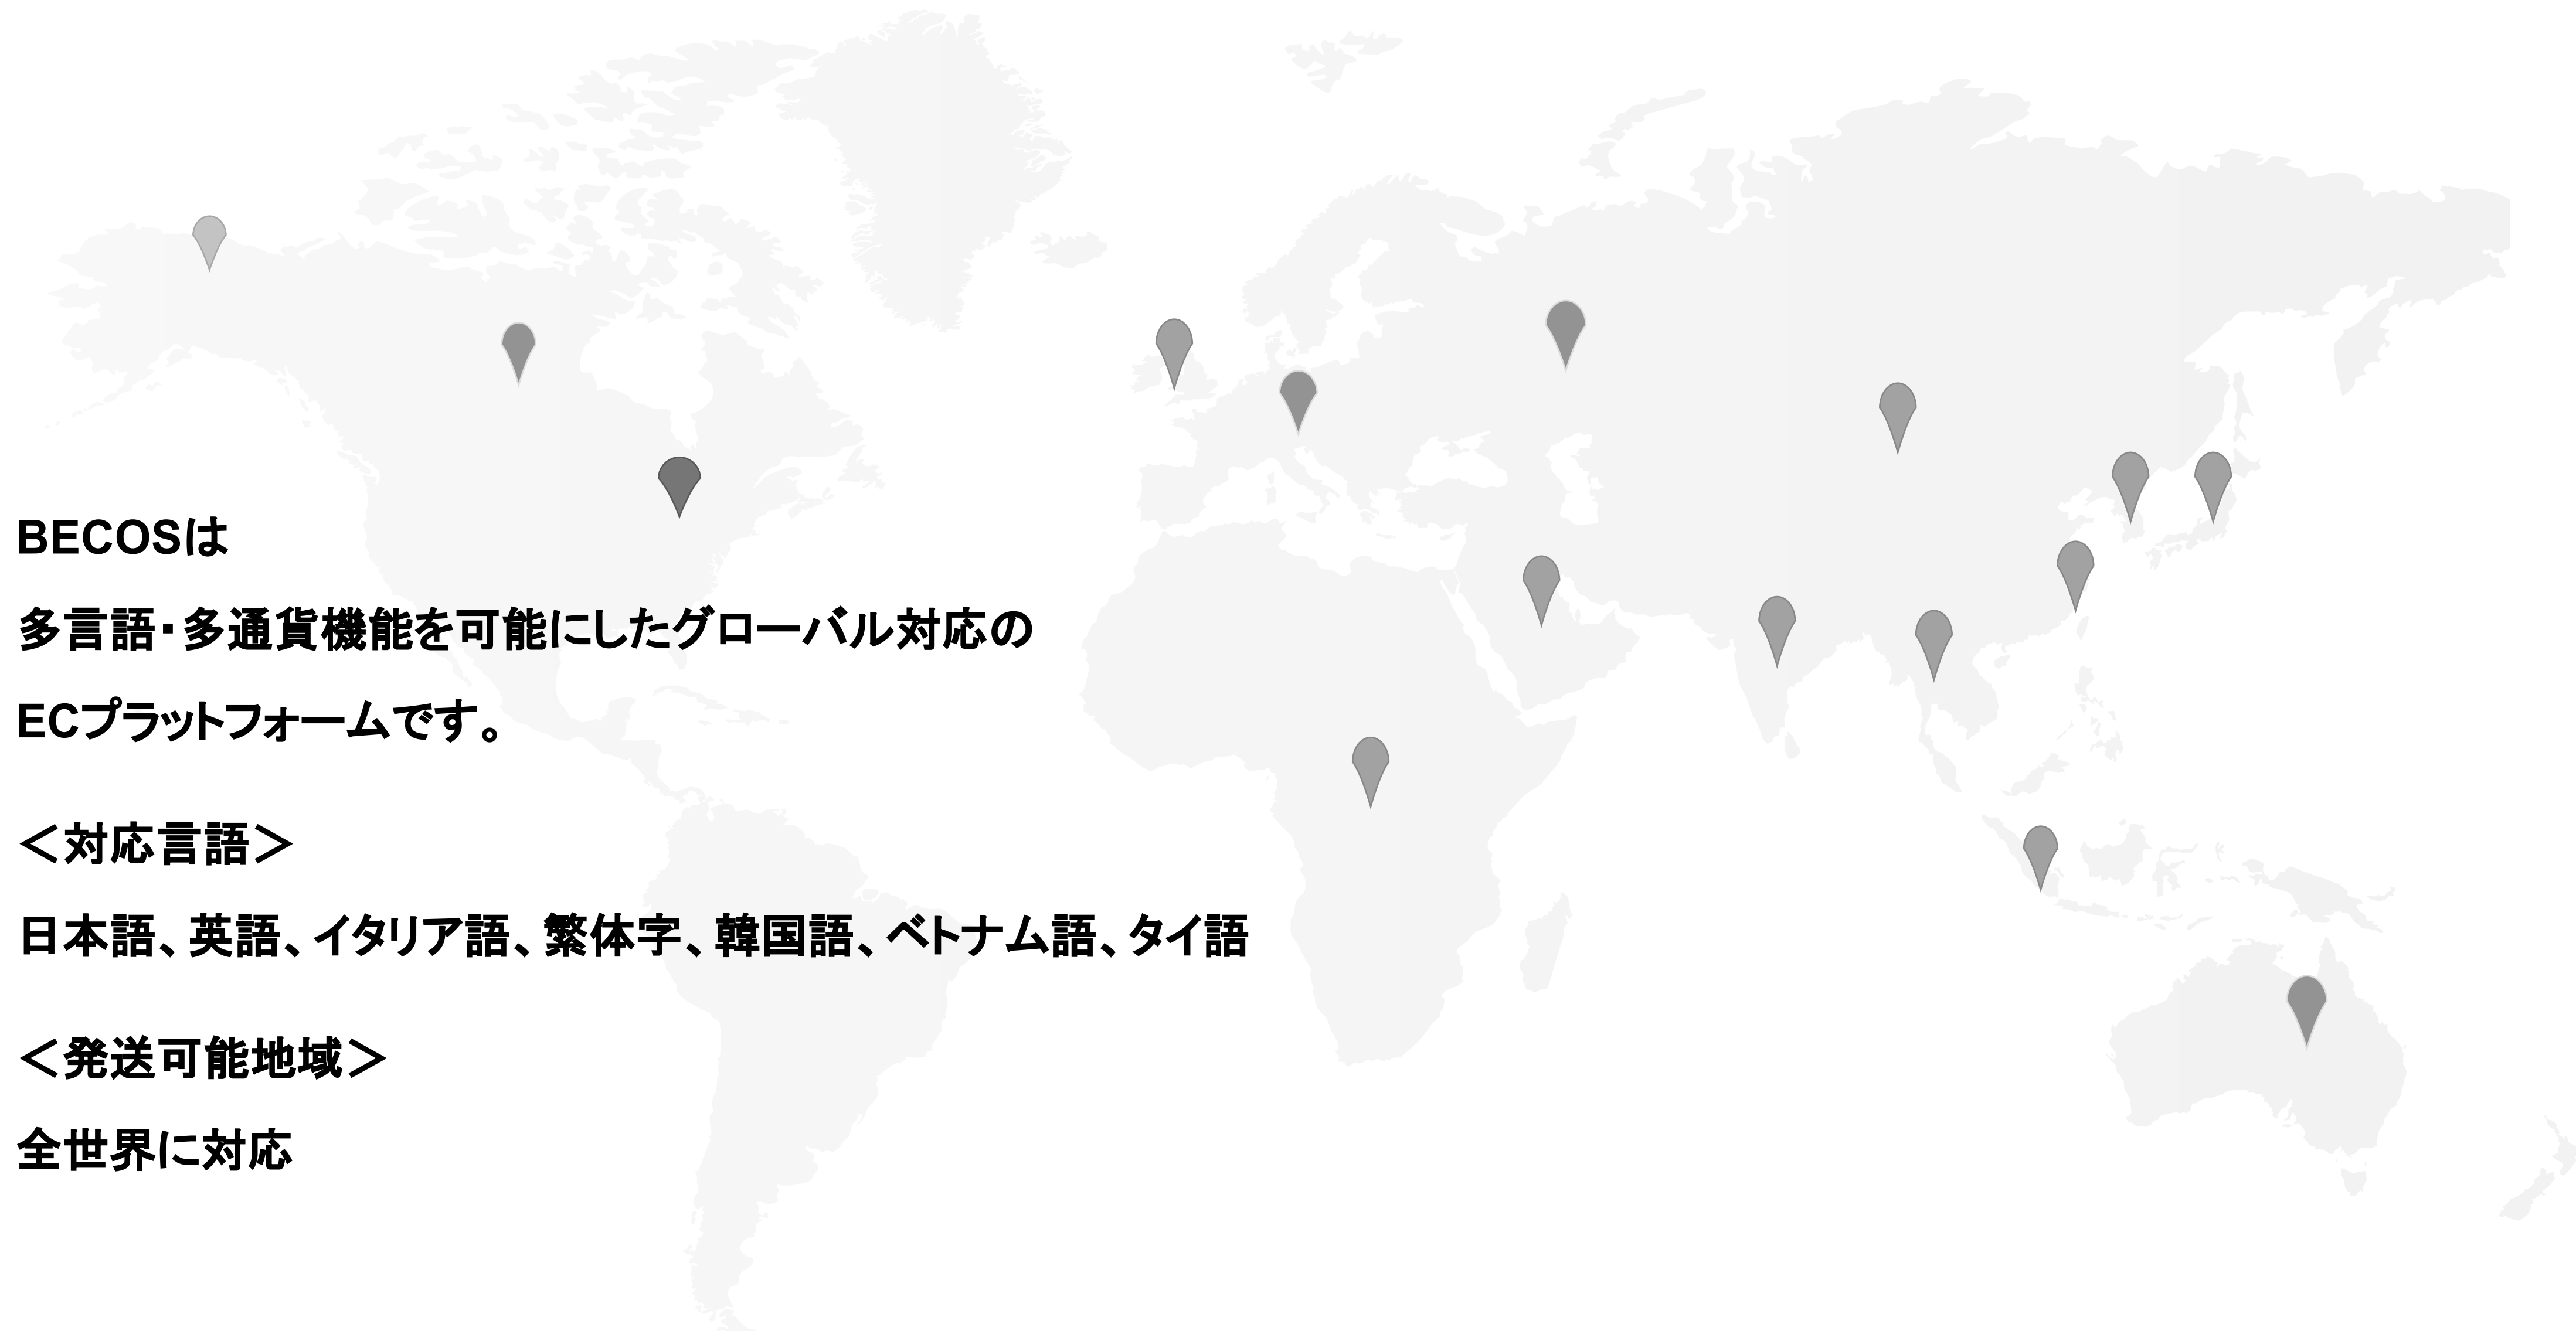 BECOSは
多言語・多通貨機能を可能にしたグローバル対応の
ECプラットフォームです。
＜対応言語＞
日本語、英語、イタリア語、繁体字、韓国語、ベトナム語、タイ語
＜発送可能地域＞
全世界に対応